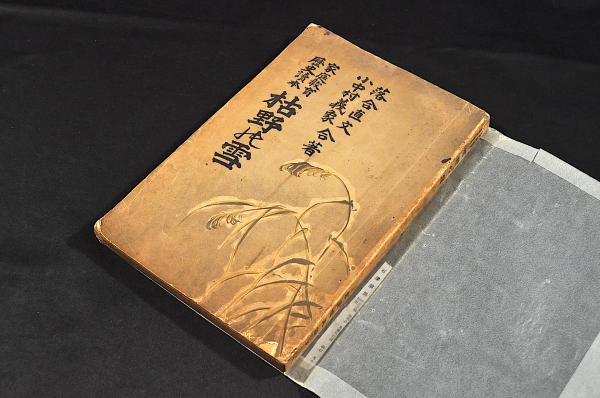 落合直文
小中村義象 合著
家庭教育
歴史読本
枯野の雪